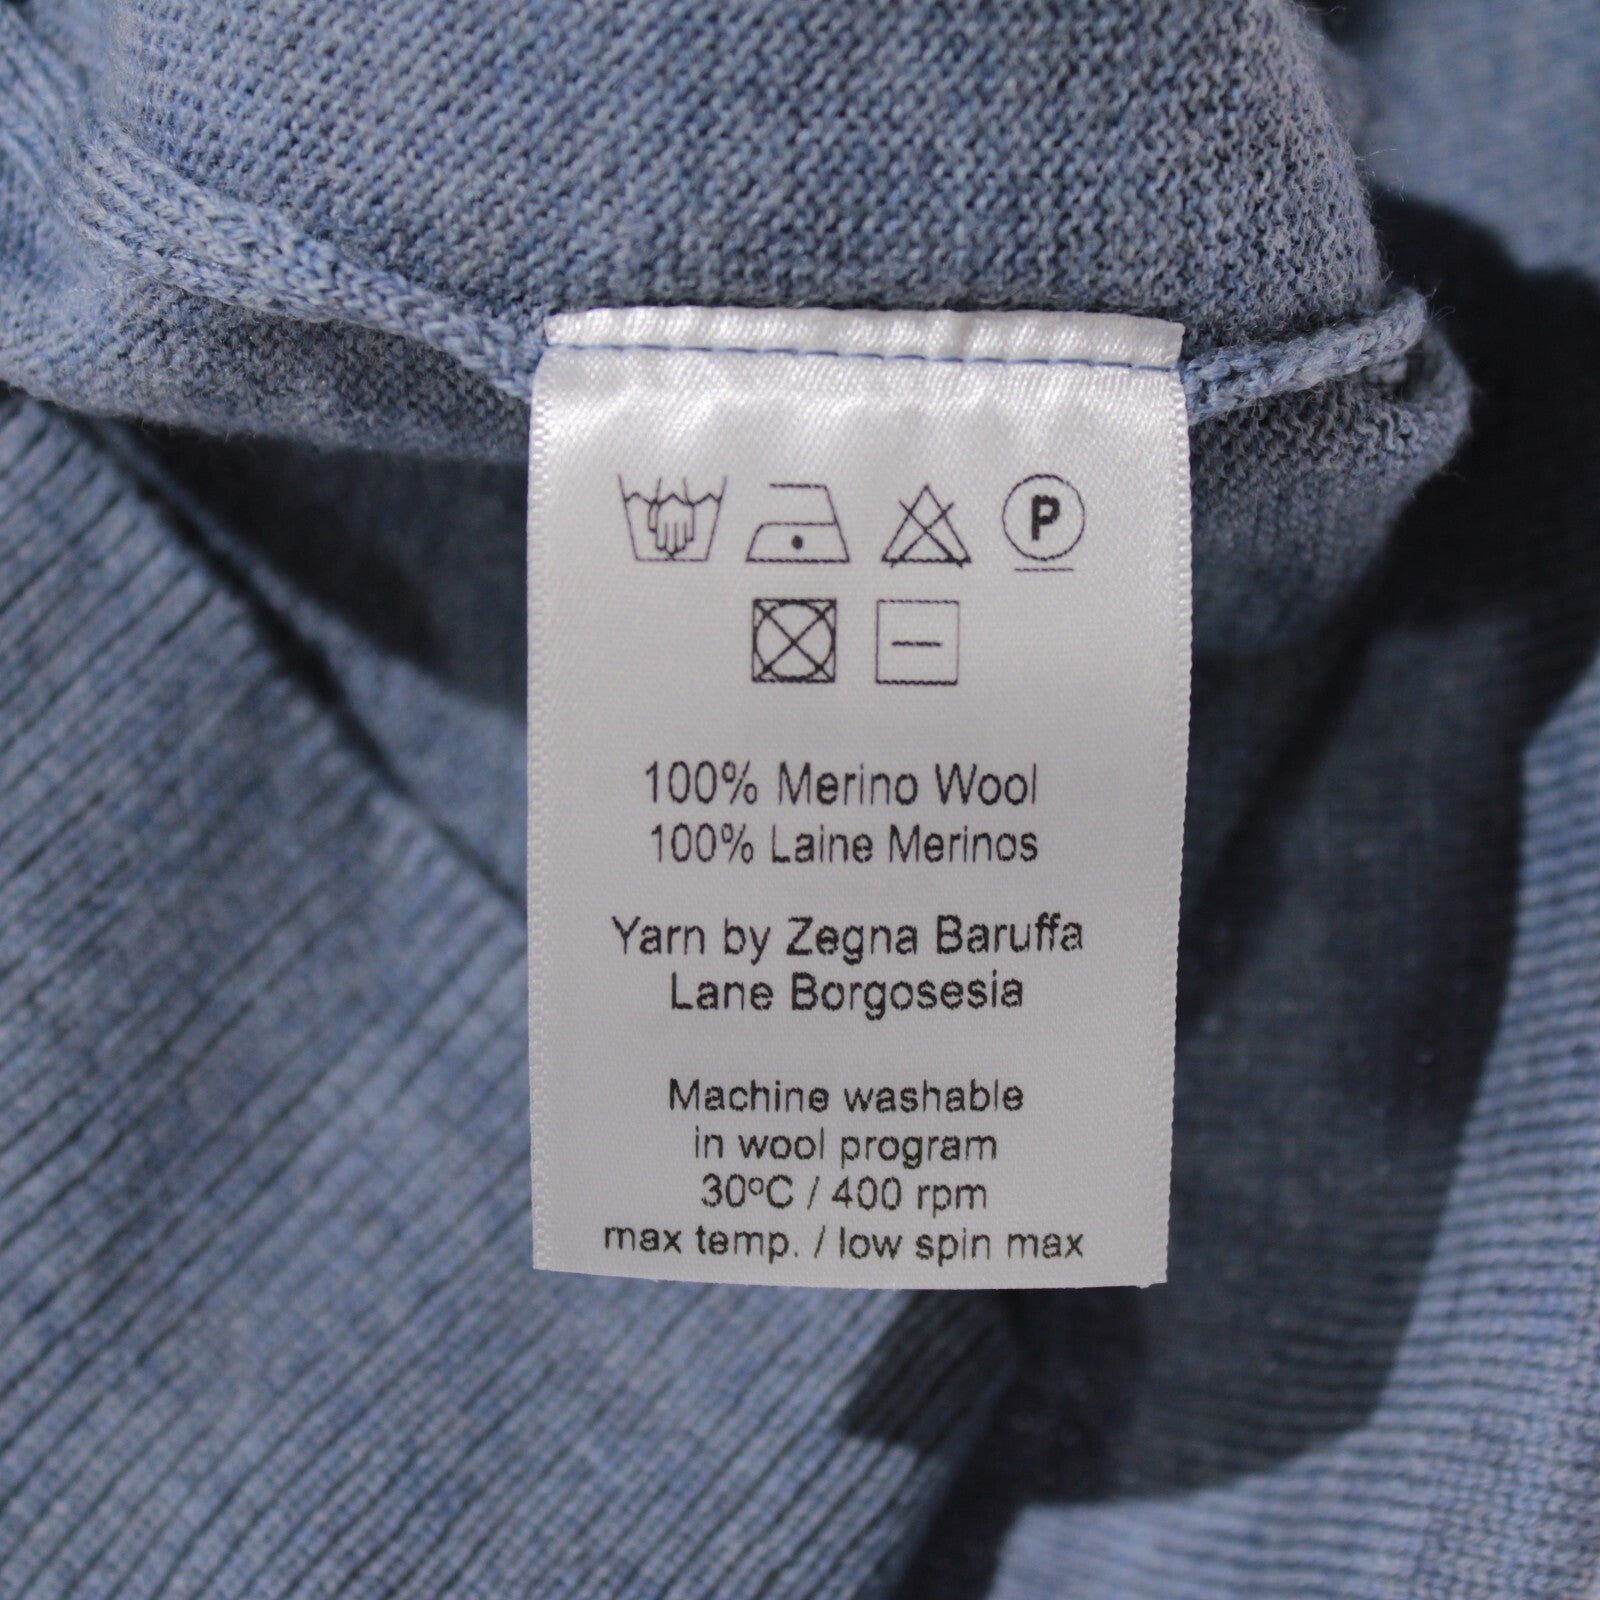 P
100% Merino Wool
100% Laine Merinos
Yarn by Zegna Baruffa
Lane Borgosesia
Machine washable
in wool program
30ºC / 400 rpm
max temp. / low spin max